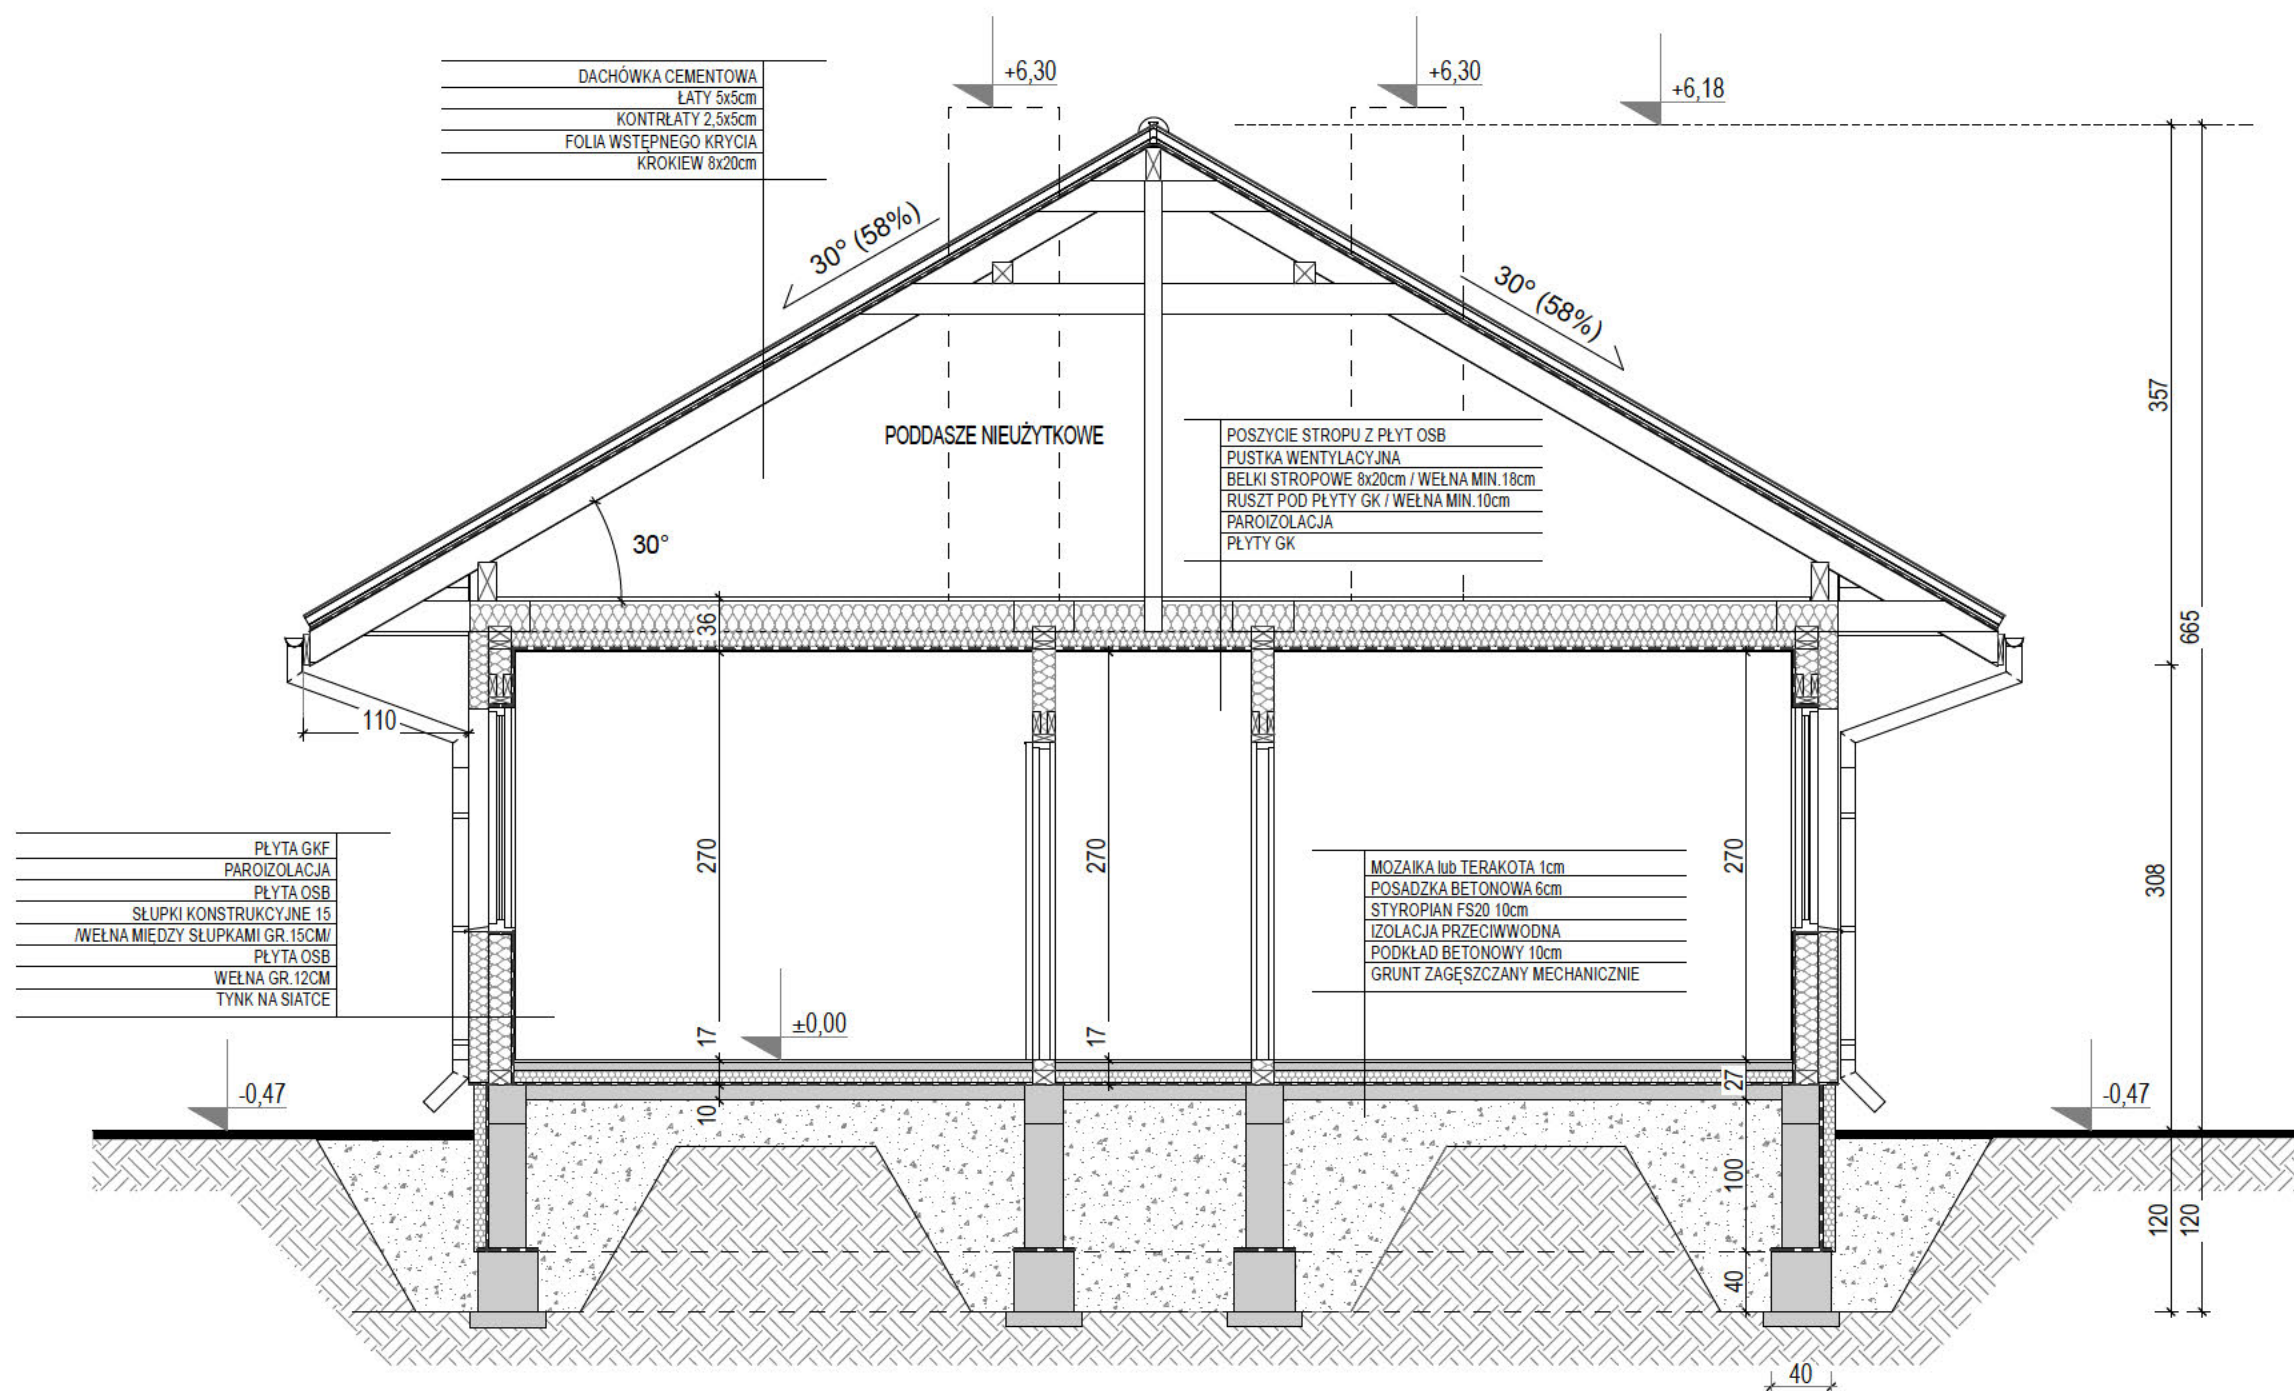 +6,30
+6,30
+6,18
DACHÓWKA CEMENTOWA
ŁATY 5x5cm
KONTRŁATY 2,5x5cm
FOLIA WSTĘPNEGO KRYCIA
KROKIEW 8x20cm
30° (58%)
30° (58%)
357
PODDASZE NIEUŻYTKOWE
POSZYCIE STROPU Z PŁYT OSB
PUSTKA WENTYLACYJNA
BELKI STROPOWE 8x20cm / WEŁNA MIN.18cm
RUSZT POD PŁYTY GK / WEŁNA MIN.10cm
PAROIZOLACJA
PŁYTY GK
30°
36
665
110
270
270
270
308
PŁYTA GKF
PAROIZOLACJA
PŁYTA OSB
SŁUPKI KONSTRUKCYJNE 15
/WEŁNA MIĘDZY SŁUPKAMI GR.15CM/
PŁYTA OSB
WEŁNA GR.12CM
TYNK NA SIATCE
MOZAIKA lub TERAKOTA 1cm
POSADZKA BETONOWA 6cm
STYROPIAN FS20 10cm
IZOLACJA PRZECIWWODNA
PODKŁAD BETONOWY 10cm
GRUNT ZAGĘSZCZANY MECHANICZNIE
17
±0,00
17
27
-0,47
10
-0,47
100
120
120
40
40